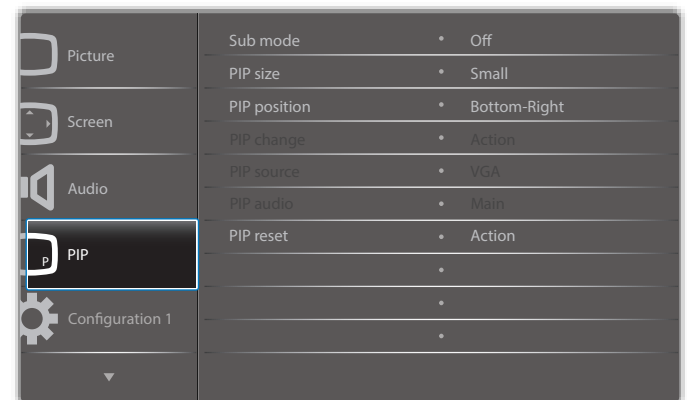 Picture
Screen
Audio
P PIP
Configuration 1
Sub mode • Off
PIP size • Small
PIP position • Bottom-Right
PIP change • Action
PIP source • VGA
PIP audio • Main
PIP reset • Action
•
•
•